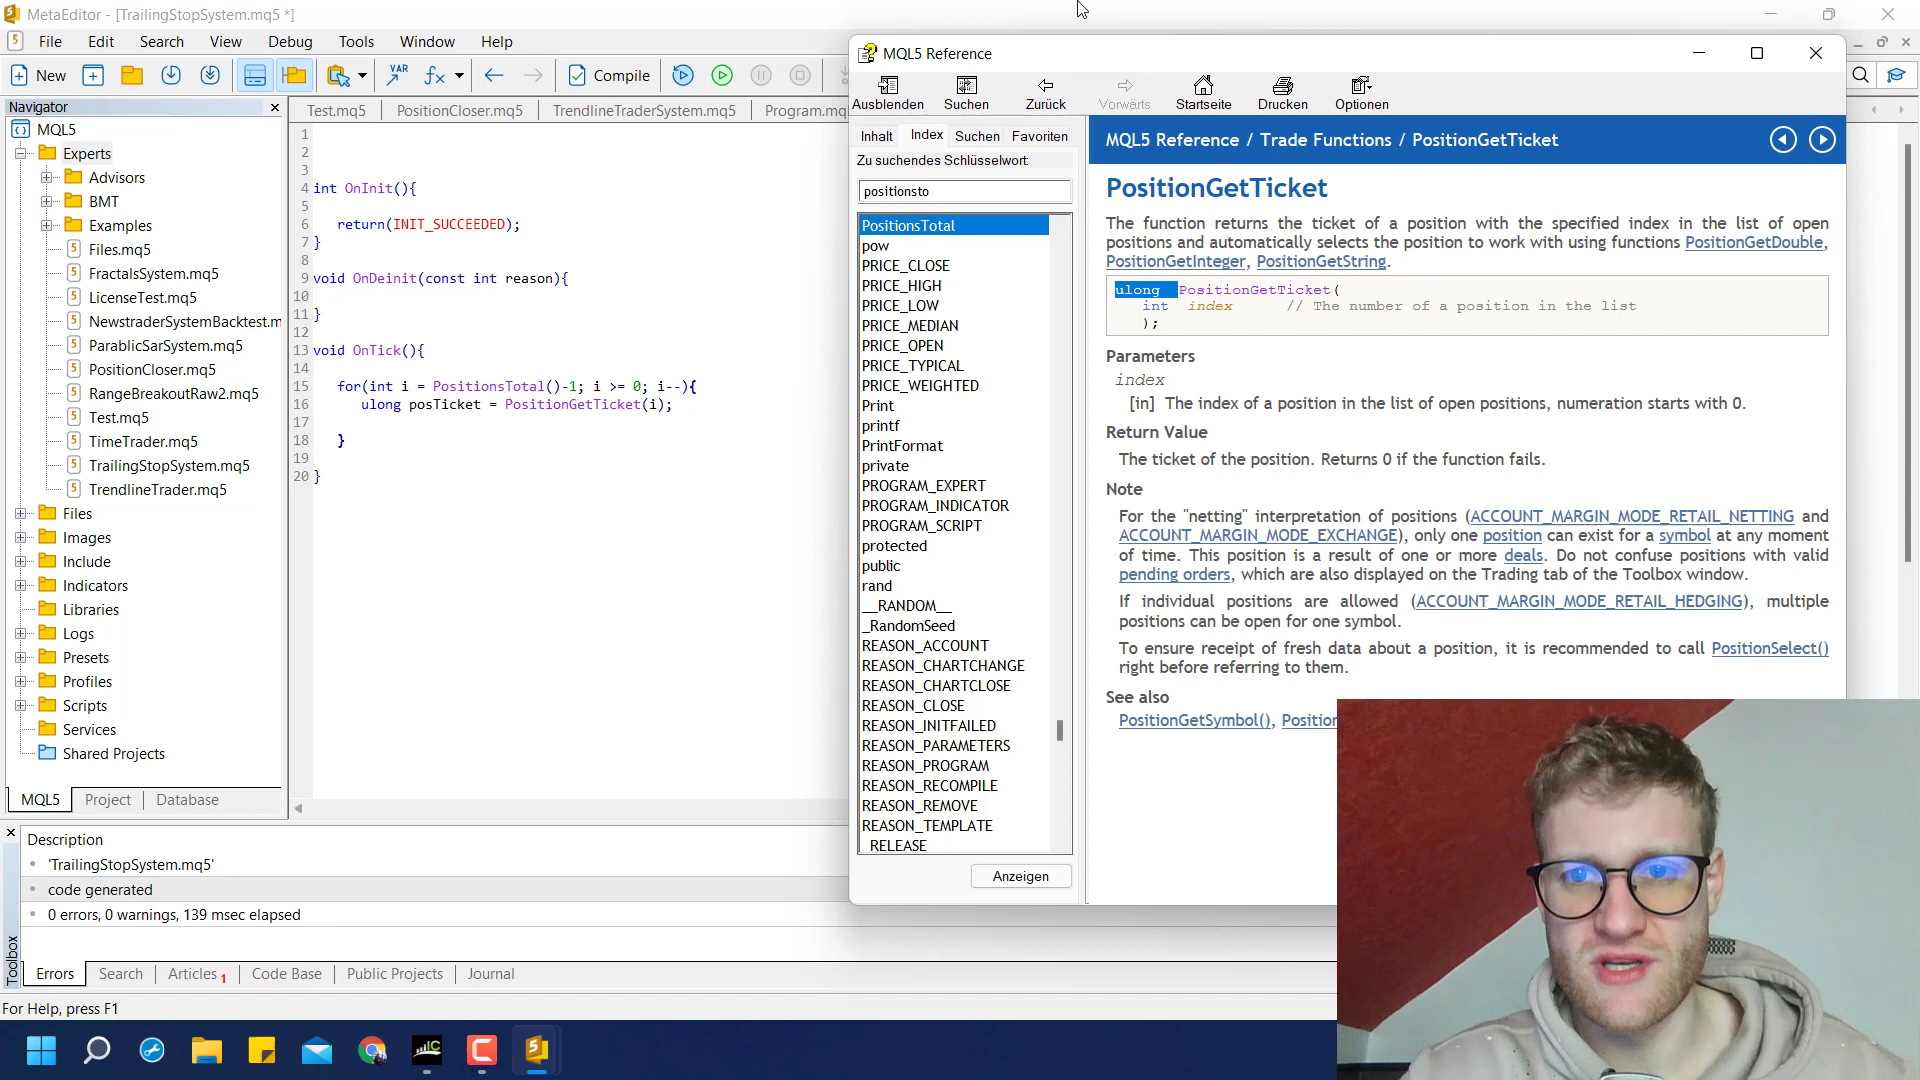 MetaEditor - [TrailingStopSystem.mq5 *]
File Edit Search View Debug Tools Window Help
New VAR Compile
Navigator
MQL5
Experts
Advisors
BMT
Examples
Files.mq5
FractalsSystem.mq5
LicenseTest.mq5
NewstraderSystemBacktest.m
ParablicSarSystem.mq5
PositionCloser.mq5
RangeBreakoutRaw2.mq5
Test.mq5
TimeTrader.mq5
TrailingStopSystem.mq5
TrendlineTrader.mq5
Files
Images
Include
Indicators
Libraries
Logs
Presets
Profiles
Scripts
Services
Shared Projects
MQL5 Project Database
Test.mq5 PositionCloser.mq5 TrendlineTraderSystem.mq5 Program.mq
1
2
3
4 int OnInit(){
5
6 return(INIT_SUCCEEDED);
7 }
8
9 void OnDeinit(const int reason){
10
11 }
12
13 void OnTick(){
14
15 for(int i = PositionsTotal()-1; i >= 0; i--){
16 ulong posTicket = PositionGetTicket(i);
17
18 }
19
20 }
MQL5 Reference
Ausblenden Suchen Zurück Vorwärts Startseite Drucken Optionen
Inhalt Index Suchen Favoriten
Zu suchendes Schlüsselwort
positionsto
PositionsTotal
pow
PRICE_CLOSE
PRICE_HIGH
PRICE_LOW
PRICE_MEDIAN
PRICE_OPEN
PRICE_TYPICAL
PRICE_WEIGHTED
Print
printf
PrintFormat
private
PROGRAM_EXPERT
PROGRAM_INDICATOR
PROGRAM_SCRIPT
protected
public
rand
__RANDOM__
_RandomSeed
REASON_ACCOUNT
REASON_CHARTCHANGE
REASON_CHARTCLOSE
REASON_CLOSE
REASON_INITFAILED
REASON_PARAMETERS
REASON_PROGRAM
REASON_RECOMPILE
REASON_REMOVE
REASON_TEMPLATE
_RELEASE
Anzeigen
MQL5 Reference / Trade Functions / PositionGetTicket
PositionGetTicket
The function returns the ticket of a position with the specified index in the list of open
positions and automatically selects the position to work with using functions PositionGetDouble,
PositionGetInteger, PositionGetString.
ulong PositionGetTicket(
int index // The number of a position in the list
);
Parameters
index
[in] The index of a position in the list of open positions, numeration starts with 0.
Return Value
The ticket of the position. Returns 0 if the function fails.
Note
For the "netting" interpretation of positions (ACCOUNT_MARGIN_MODE_RETAIL_NETTING and
ACCOUNT_MARGIN_MODE_EXCHANGE), only one position can exist for a symbol at any moment
of time. This position is a result of one or more deals. Do not confuse positions with valid
pending orders, which are also displayed on the Trading tab of the Toolbox window.
If individual positions are allowed (ACCOUNT_MARGIN_MODE_RETAIL_HEDGING), multiple
positions can be open for one symbol.
To ensure receipt of fresh data about a position, it is recommended to call PositionSelect()
right before referring to them.
See also
PositionGetSymbol(), Position
Description
'TrailingStopSystem.mq5'
code generated
0 errors, 0 warnings, 139 msec elapsed
Toolbox
Errors Search Articles 1 Code Base Public Projects Journal
For Help, press F1